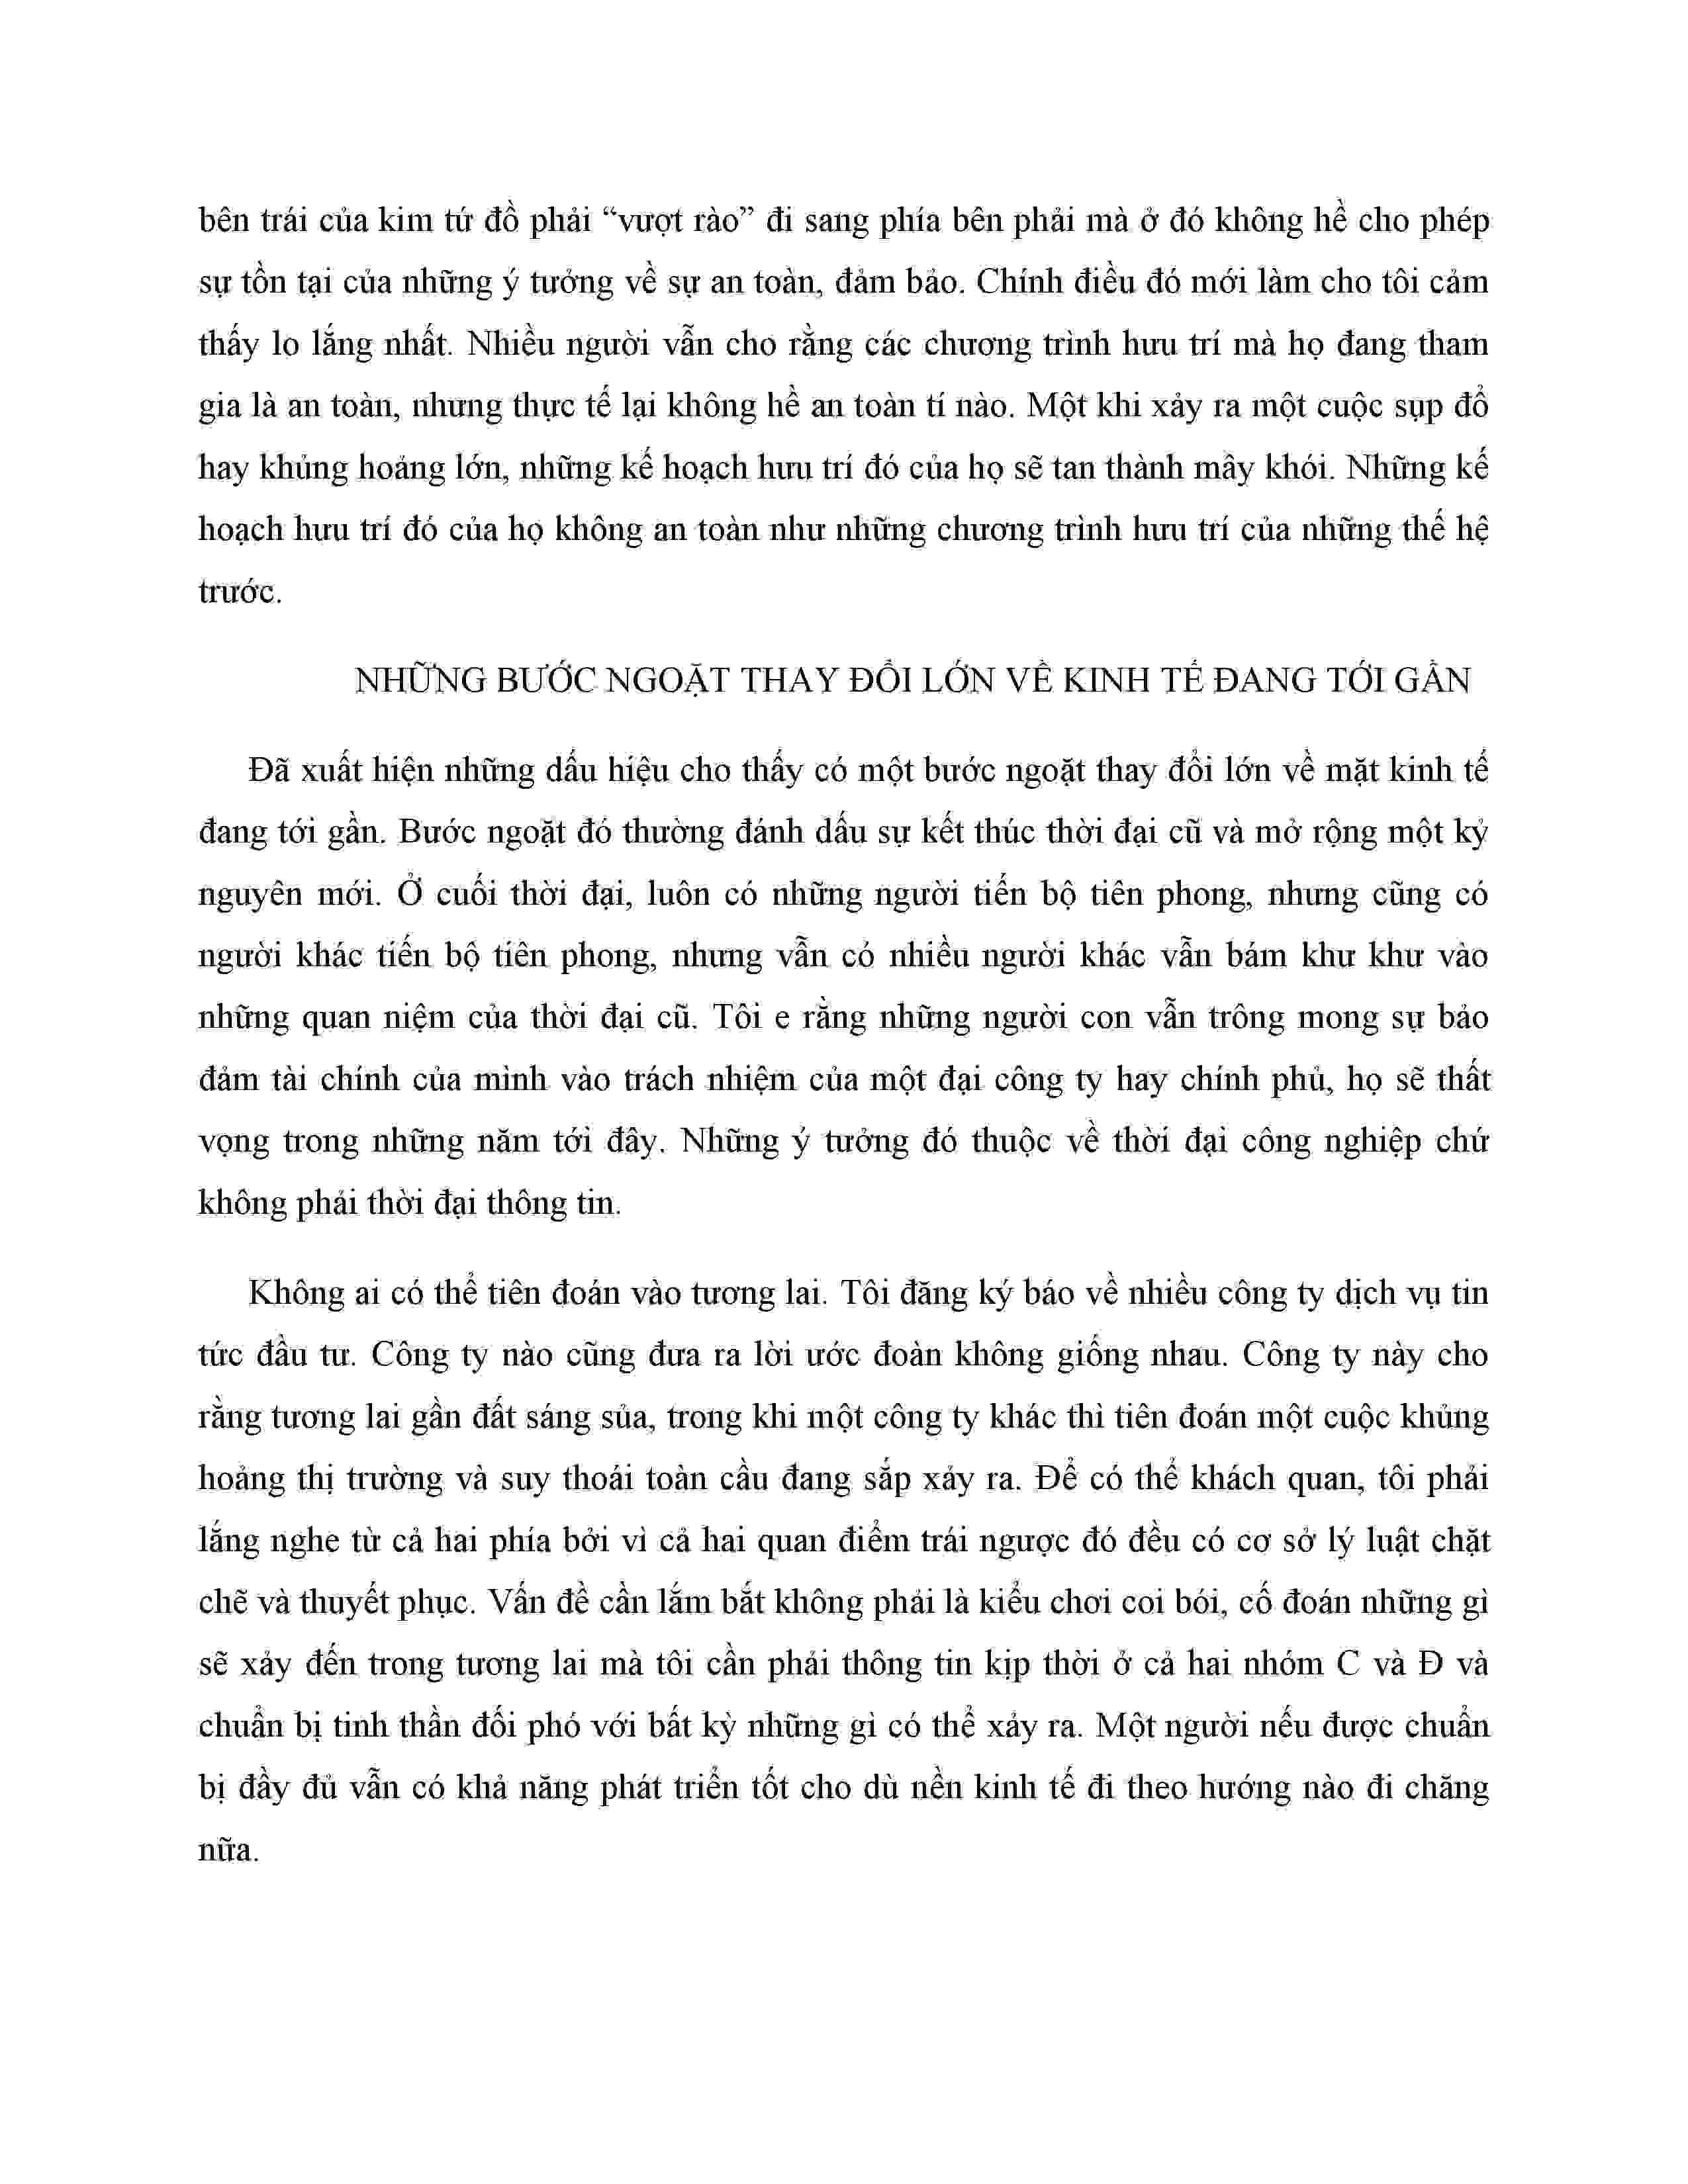 bên trái của kim tứ đồ phải “vượt rào” đi sang phía bên phải mà ở đó không hề cho phép
sự tồn tại của những ý tưởng về sự an toàn, đảm bảo. Chính điều đó mới làm cho tôi cảm
thấy lo lắng nhất. Nhiều người vẫn cho rằng các chương trình hưu trí mà họ đang tham
gia là an toàn, nhưng thực tế lại không hề an toàn tí nào. Một khi xảy ra một cuộc sụp đổ
hay khủng hoảng lớn, những kế hoạch hưu trí đó của họ sẽ tan thành mây khói. Những kế
hoạch hưu trí đó của họ không an toàn như những chương trình hưu trí của những thế hệ
trước.
NHỮNG BƯỚC NGOẶT THAY ĐỔI LỚN VỀ KINH TẾ ĐANG TỚI GẦN
Đã xuất hiện những dấu hiệu cho thấy có một bước ngoặt thay đổi lớn về mặt kinh tế
đang tới gần. Bước ngoặt đó thường đánh dấu sự kết thúc thời đại cũ và mở rộng một kỷ
nguyên mới. Ở cuối thời đại, luôn có những người tiến bộ tiên phong, nhưng cũng có
người khác tiến bộ tiên phong, nhưng vẫn có nhiều người khác vẫn bám khư khư vào
những quan niệm của thời đại cũ. Tôi e rằng những người con vẫn trông mong sự bảo
đảm tài chính của mình vào trách nhiệm của một đại công ty hay chính phủ, họ sẽ thất
vọng trong những năm tới đây. Những ý tưởng đó thuộc về thời đại công nghiệp chứ
không phải thời đại thông tin.
Không ai có thể tiên đoán vào tương lai. Tôi đăng ký báo về nhiều công ty dịch vụ tin
tức đầu tư. Công ty nào cũng đưa ra lời ước đoàn không giống nhau. Công ty này cho
rằng tương lai gần đất sáng sủa, trong khi một công ty khác thì tiên đoán một cuộc khủng
hoảng thị trường và suy thoái toàn cầu đang sắp xảy ra. Để có thể khách quan, tôi phải
lắng nghe từ cả hai phía bởi vì cả hai quan điểm trái ngược đó đều có cơ sở lý luật chặt
chẽ và thuyết phục. Vấn đề cần lắm bắt không phải là kiểu chơi coi bói, cố đoán những gì
sẽ xảy đến trong tương lai mà tôi cần phải thông tin kịp thời ở cả hai nhóm C và Đ và
chuẩn bị tinh thần đối phó với bất kỳ những gì có thể xảy ra. Một người nếu được chuẩn
bị đầy đủ vẫn có khả năng phát triển tốt cho dù nền kinh tế đi theo hướng nào đi chăng
nữa.